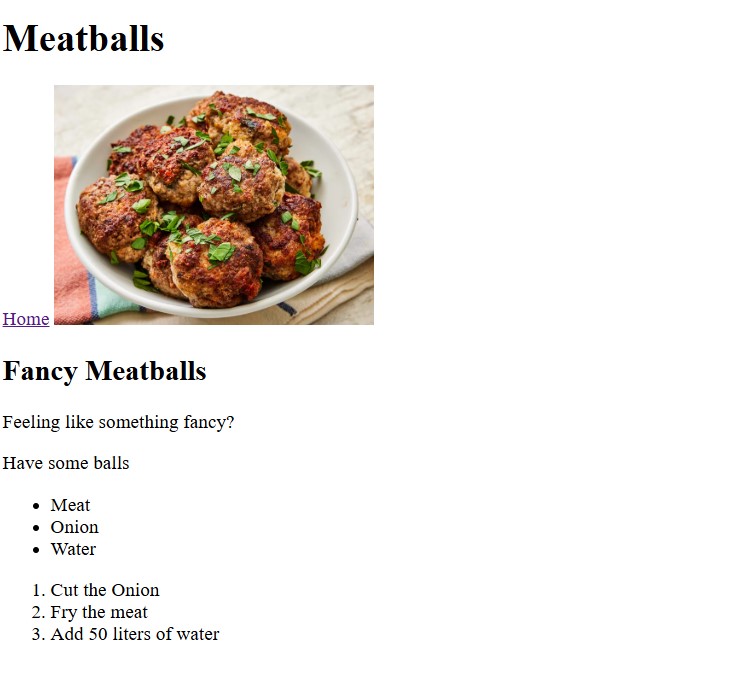 Meatballs
Home
Fancy Meatballs
Feeling like something fancy?
Have some balls
• Meat
• Onion
• Water
1. Cut the Onion
2. Fry the meat
3. Add 50 liters of water